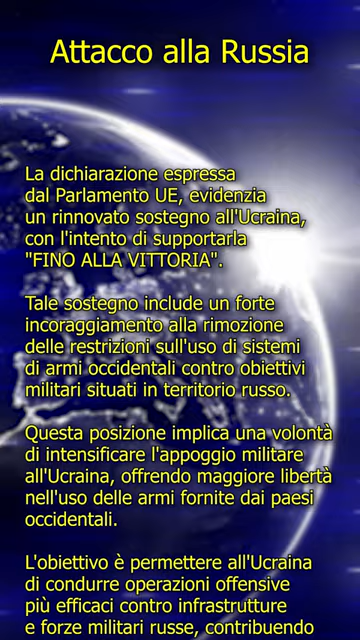 Attacco alla Russia
La dichiarazione espressa
dal Parlamento UE, evidenzia
un rinnovato sostegno all'Ucraina,
con l'intento di supportarla
"FINO ALLA VITTORIA".
Tale sostegno include un forte
incoraggiamento alla rimozione
delle restrizioni sull'uso di sistemi
di armi occidentali contro obiettivi
militari situati in territorio russo.
Questa posizione implica una volontà
di intensificare l'appoggio militare
all'Ucraina, offrendo maggiore libertà
nell'uso delle armi fornite dai paesi
occidentali.
L'obiettivo è permettere all'Ucraina
di condurre operazioni offensive
più efficaci contro infrastrutture
e forze militari russe, contribuendo